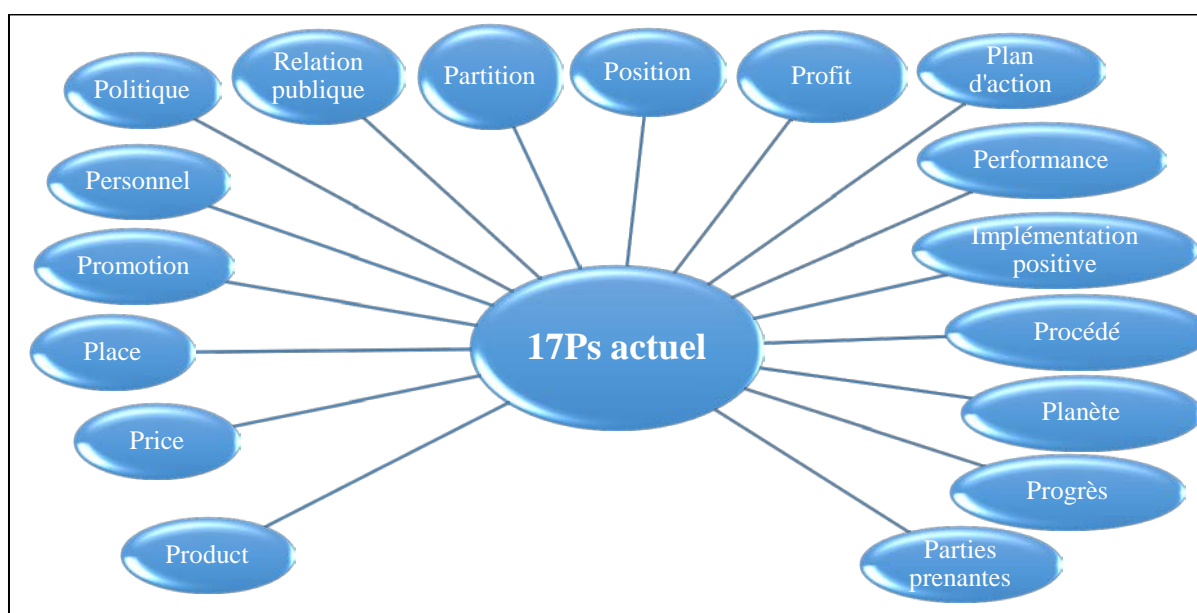 Politique
Relation
publique
Partition
Position
Profit
Plan
d'action
Personnel
Performance
Promotion
Implémentation
positive
Place
17Ps actuel
Procédé
Price
Planète
Progrès
Product
Parties
prenantes